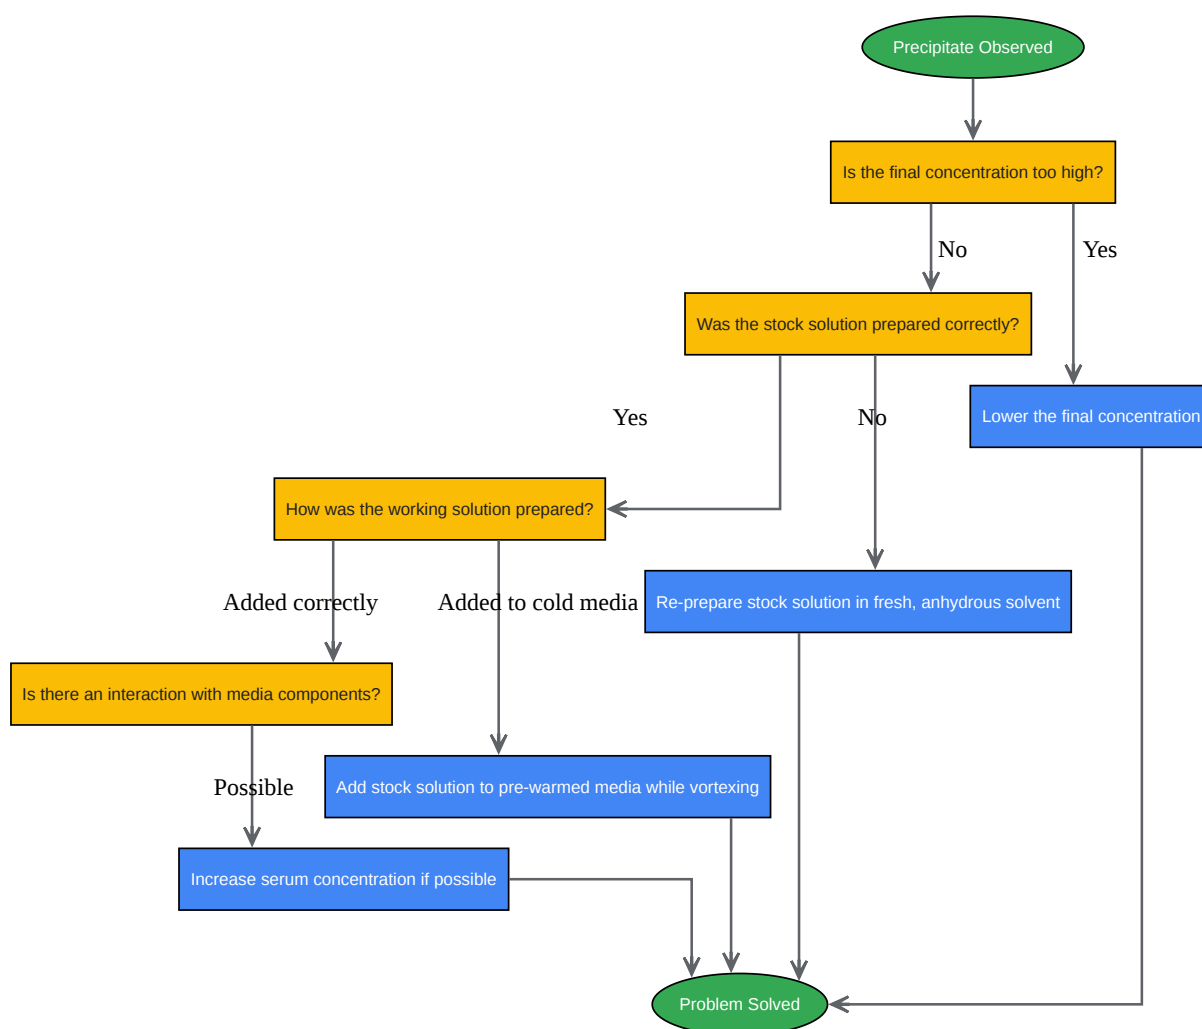 Precipitate Observed
Is the final concentration too high?
No
Yes
Was the stock solution prepared correctly?
Yes
No
Lower the final concentration
How was the working solution prepared?
Added correctly
Added to cold media
Re-prepare stock solution in fresh, anhydrous solvent
Is there an interaction with media components?
Possible
Add stock solution to pre-warmed media while vortexing
Increase serum concentration if possible
Problem Solved